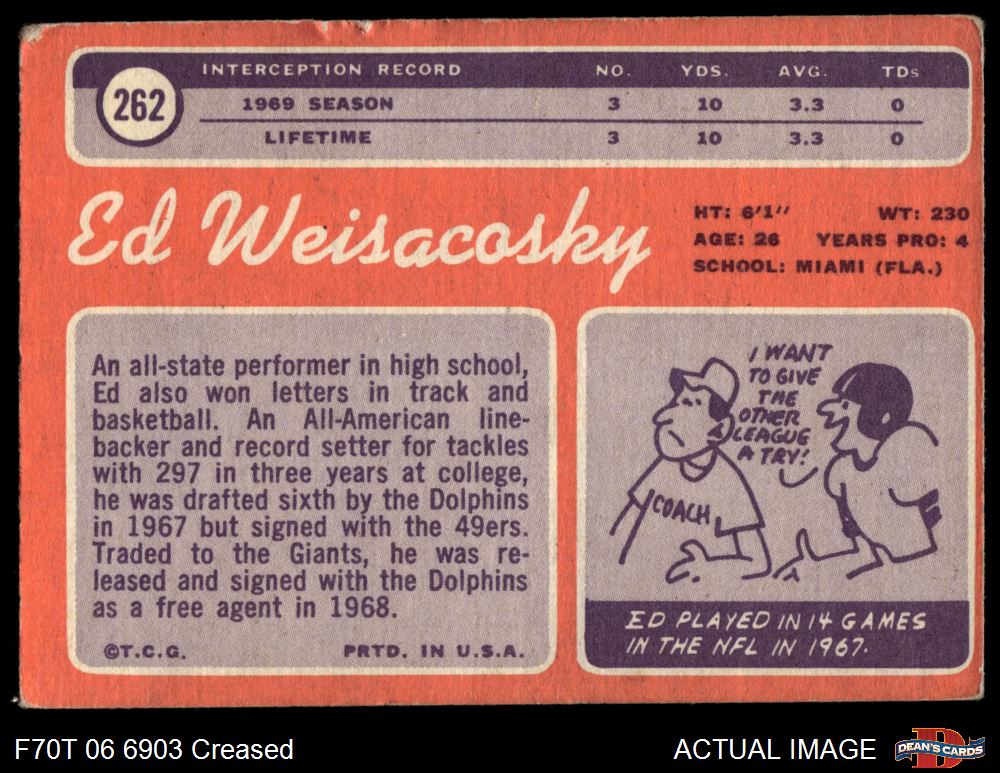 INTERCEPTION RECORD NO. YDS. AVG. TDs
262
1969 SEASON 3 10 3.3 0
LIFETIME 3 10 3.3 0
Ed Weisacosky
HT: 6'1" WT: 230
AGE: 26 YEARS PRO: 4
SCHOOL: MIAMI (FLA.)
An all-state performer in high school,
Ed also won letters in track and
basketball. An All-American line-
backer and record setter for tackles
with 297 in three years at college,
he was drafted sixth by the Dolphins
in 1967 but signed with the 49ers.
Traded to the Giants, he was re-
leased and signed with the Dolphins
as a free agent in 1968.
©T.C.G. PRTD. IN U.S.A.
I WANT
TO GIVE
THE
OTHER
LEAGUE
A TRY!
COACH
ED PLAYED IN 14 GAMES
IN THE NFL IN 1967.
F70T 06 6903 Creased
ACTUAL IMAGE
DEAN'S CARDS